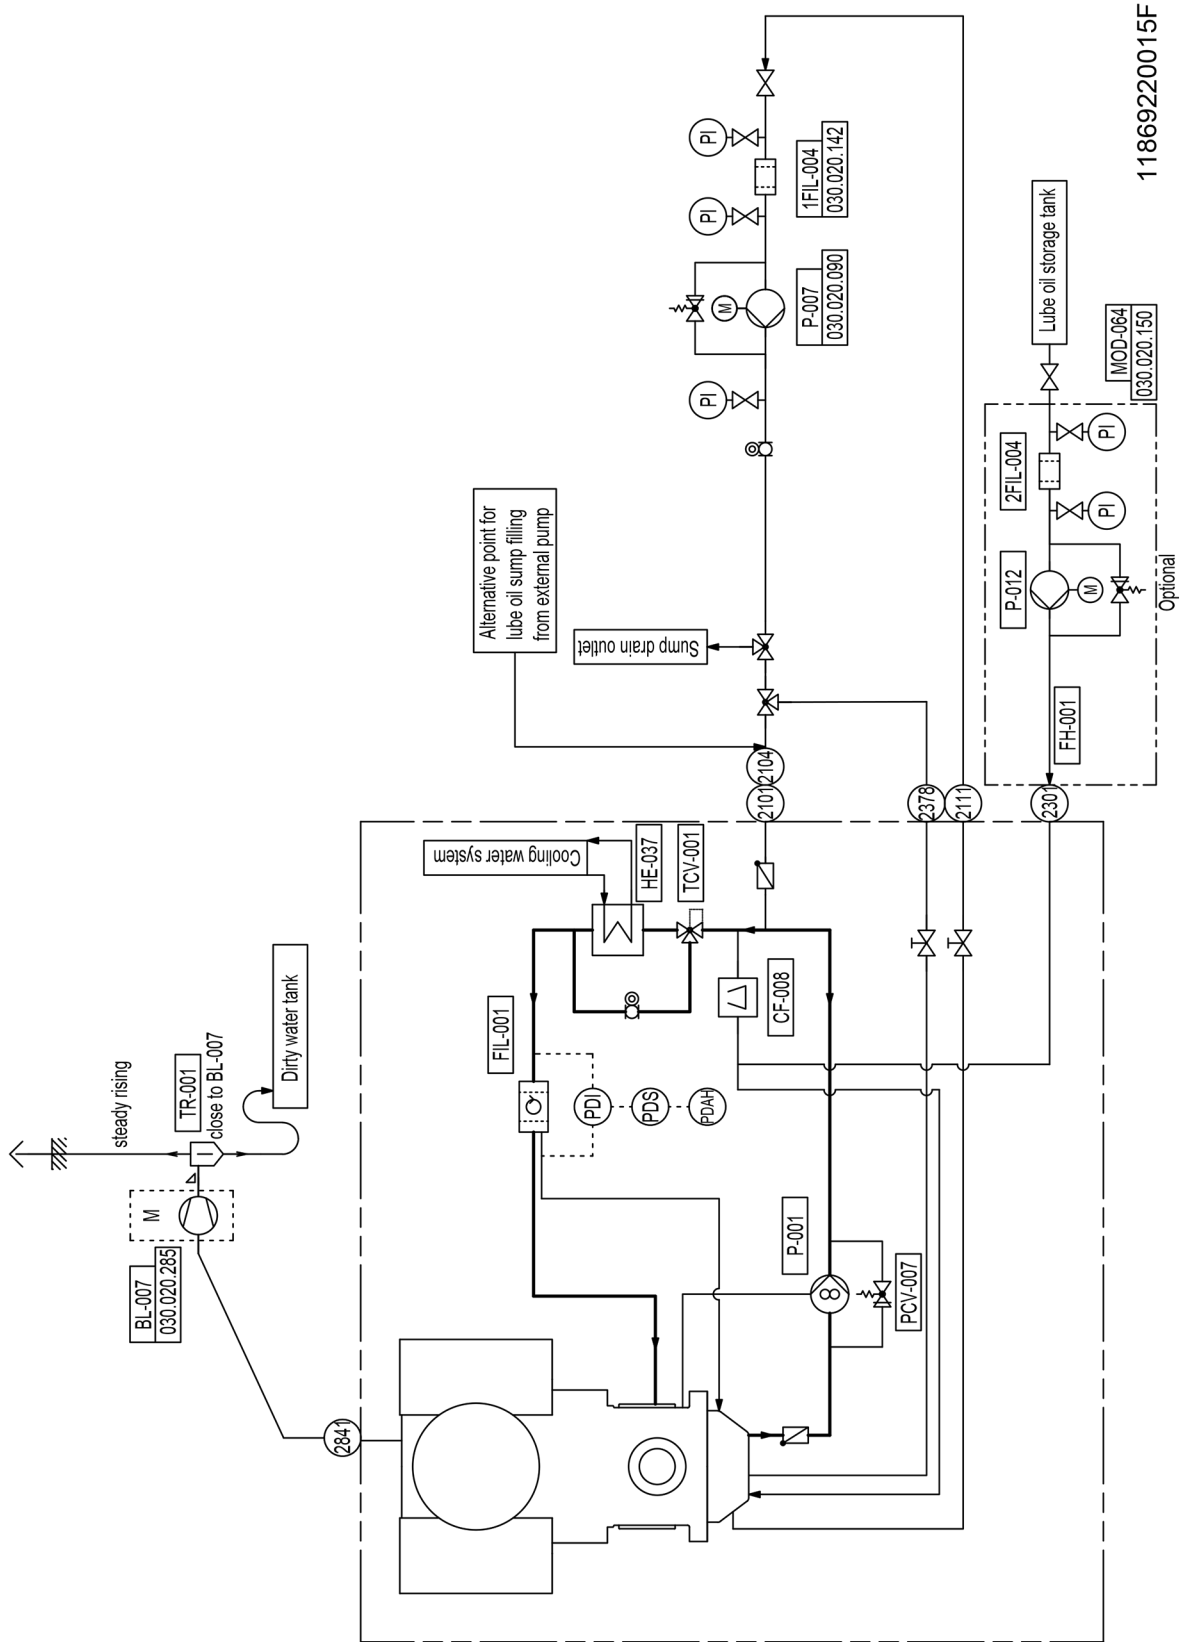 11869220015F
PI
PI
PI
1FIL-004
030.020.142
M
P-007
030.020.090
Lube oil storage tank
MOD-064
030.020.150
2FIL-004
PI
PI
P-012
M
Optional
FH-001
2301
Alternative point for
lube oil sump filling
from external pump
Sump drain outlet
2104
2101
2378
2111
Cooling water system
HE-037
TCV-001
CF-008
FIL-001
PDI
PDS
PDAH
P-001
PCV-007
steady rising
TR-001
close to BL-007
Dirty water tank
M
BL-007
030.020.285
2841